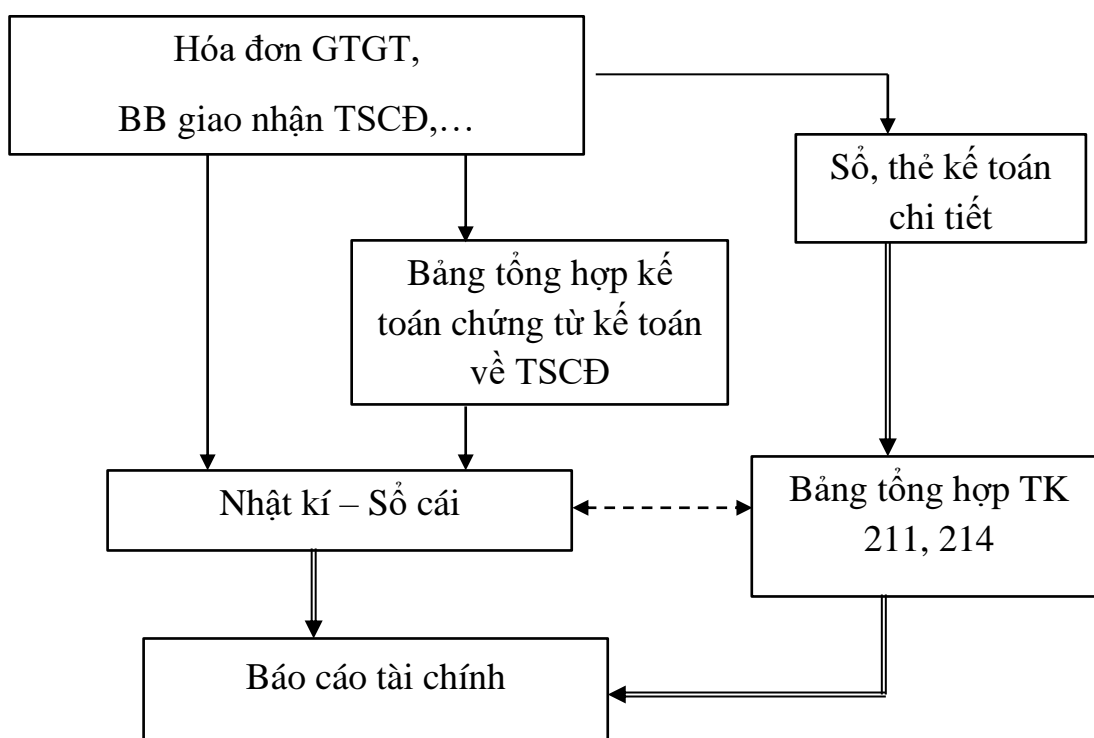 Hóa đơn GTGT,
BB giao nhận TSCĐ,…
Sổ, thẻ kế toán
chi tiết
Bảng tổng hợp kế
toán chứng từ kế toán
về TSCĐ
Nhật kí – Sổ cái
Bảng tổng hợp TK
211, 214
Báo cáo tài chính